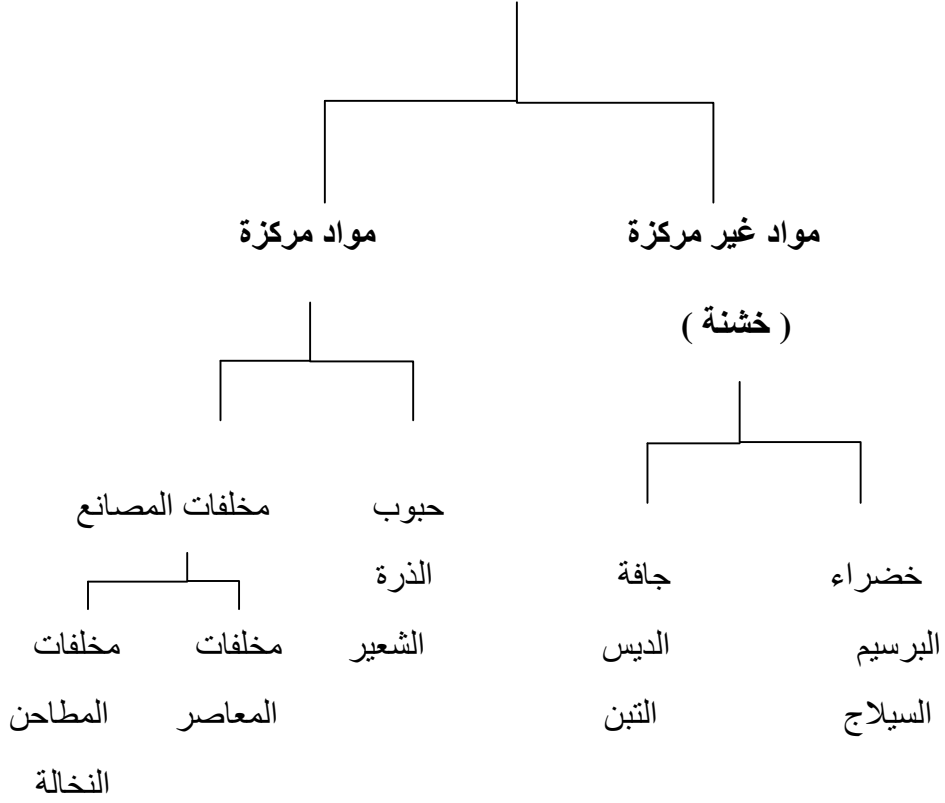 مواد غير مركزة
( خشنة )
خضراء
البرسيم
السيلاج
جافة
الديس
التبن
مواد مركزة
حبوب
الذرة
الشعير
مخلفات المصانع
مخلفات
المعاصر
مخلفات
المطاحن
النخالة